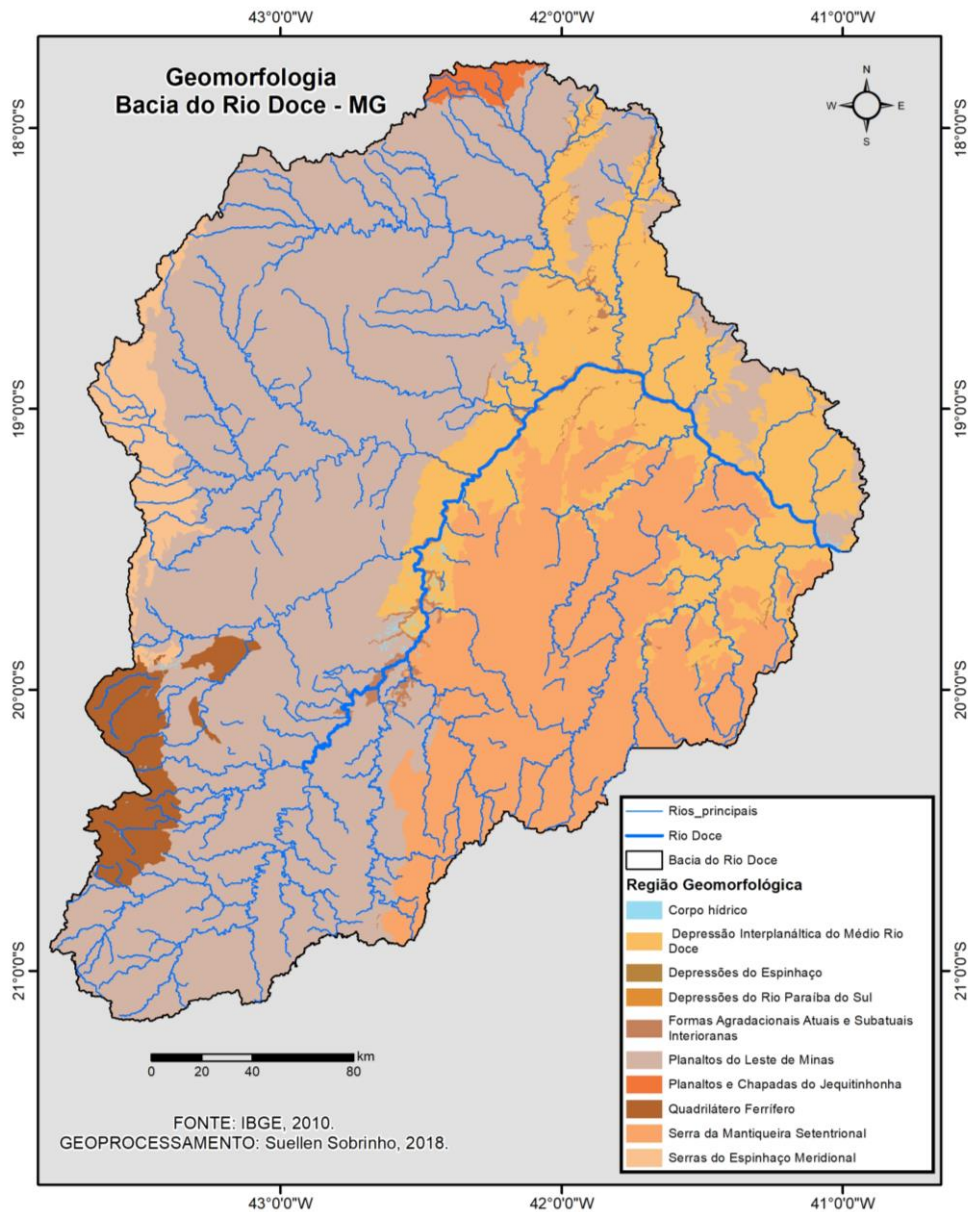 43°0'0"W 42°0'0"W 41°0'0"W
Geomorfologia
Bacia do Rio Doce - MG
N
W E
S
18°0'0"S 18°0'0"S
19°0'0"S 19°0'0"S
20°0'0"S 20°0'0"S
21°0'0"S 21°0'0"S
Rios_principais
Rio Doce
Bacia do Rio Doce
Região Geomorfológica
Corpo hídrico
Depressão Interplanáltica do Médio Rio
Doce
Depressões do Espinhaço
Depressões do Rio Paraíba do Sul
Formas Agradacionais Atuais e Subatuais
Interioranas
Planaltos do Leste de Minas
Planaltos e Chapadas do Jequitinhonha
Quadrilátero Ferrífero
Serra da Mantiqueira Setentrional
Serras do Espinhaço Meridional
km
0 20 40 80
FONTE: IBGE, 2010.
GEOPROCESSAMENTO: Suellen Sobrinho, 2018.
43°0'0"W 42°0'0"W 41°0'0"W